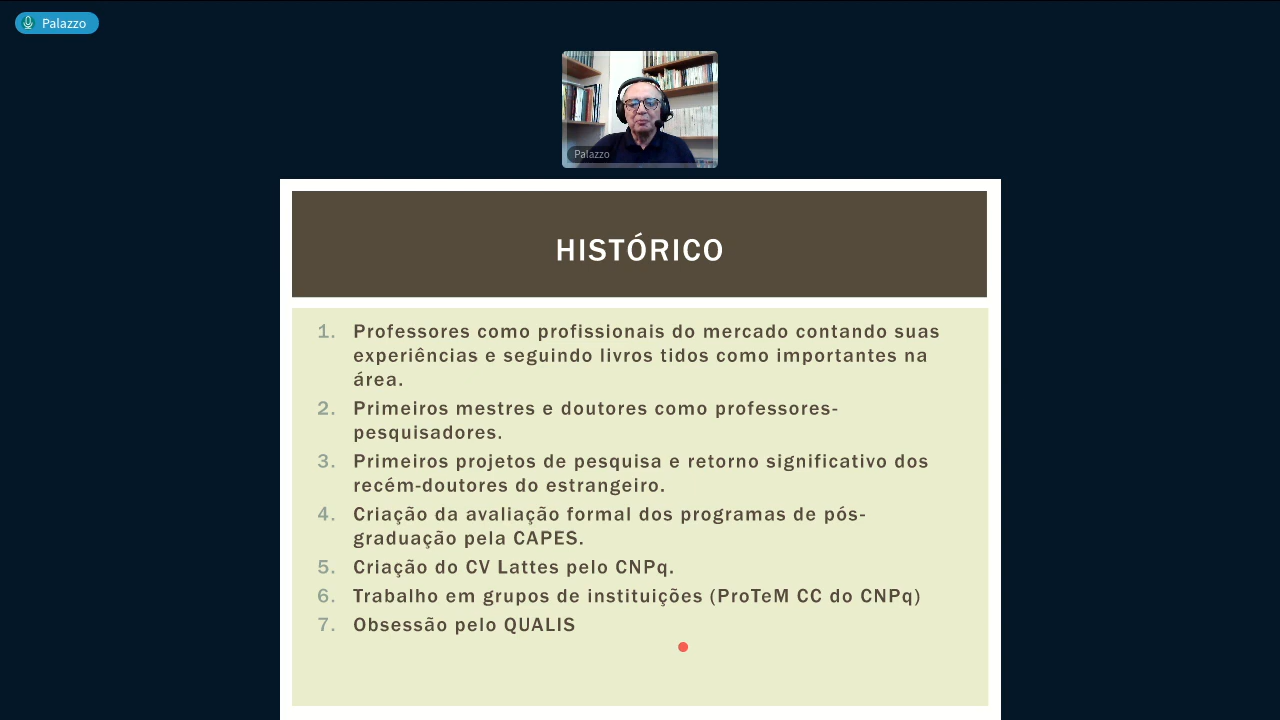 Palazzo
Palazzo
HISTÓRICO
1. Professores como profissionais do mercado contando suas
experiências e seguindo livros tidos como importantes na
área.
2. Primeiros mestres e doutores como professores-
pesquisadores.
3. Primeiros projetos de pesquisa e retorno significativo dos
recém-doutores do estrangeiro.
4. Criação da avaliação formal dos programas de pós-
graduação pela CAPES.
5. Criação do CV Lattes pelo CNPq.
6. Trabalho em grupos de instituições (ProTeM CC do CNPq)
7. Obsessão pelo QUALIS